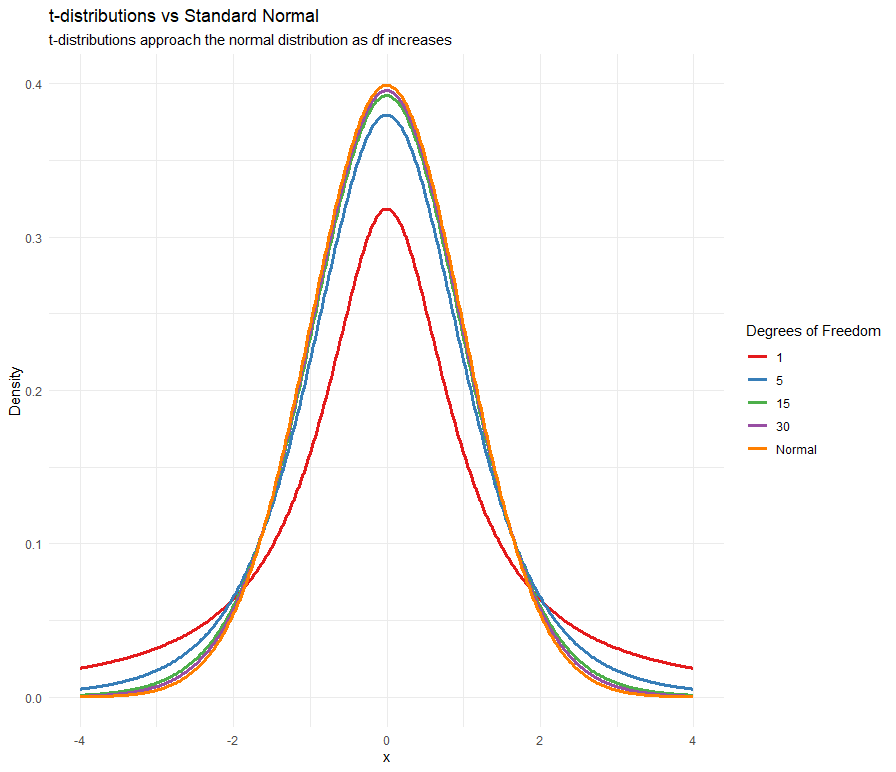 t-distributions vs Standard Normal
t-distributions approach the normal distribution as df increases
Density
0.4
0.3
0.2
0.1
0.0
-4
-2
0
2
4
x
Degrees of Freedom
1
5
15
30
Normal